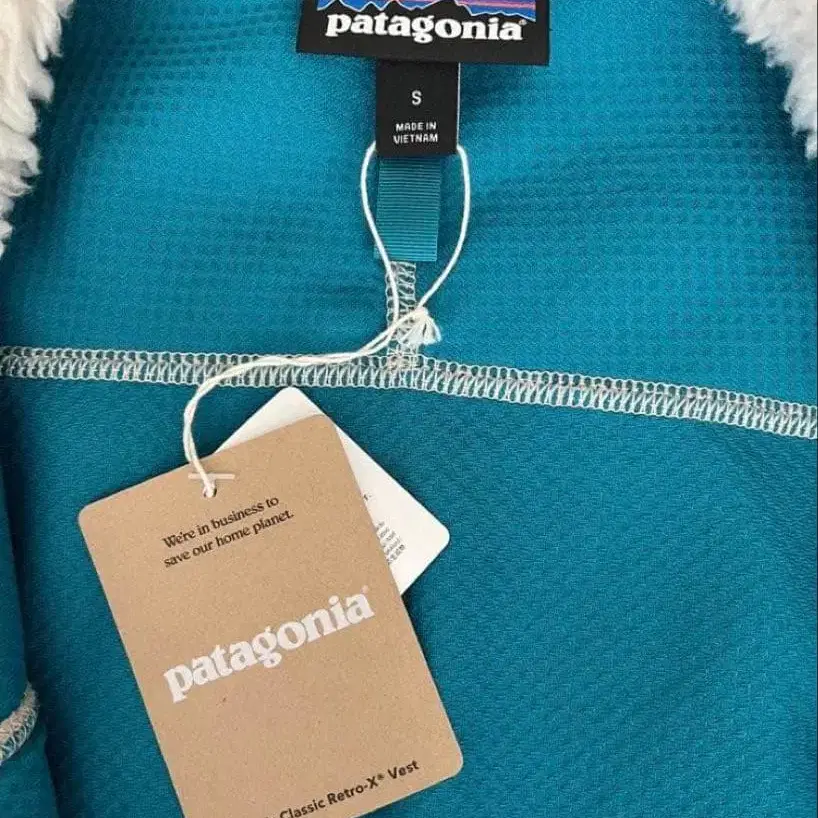 patagonia®
S
MADE IN
VIETNAM
We're in business to
save our home planet.
patagonia®
Classic Retro-X® Vest